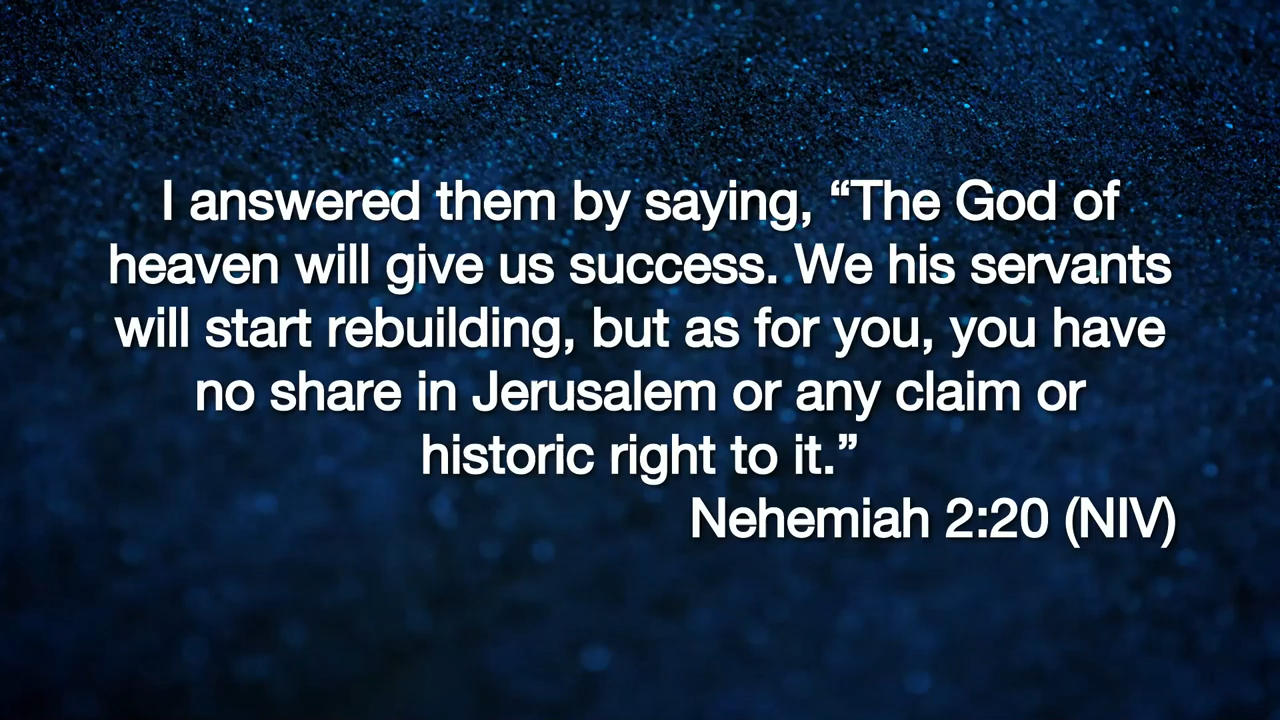 I answered them by saying, “The God of
heaven will give us success. We his servants
will start rebuilding, but as for you, you have
no share in Jerusalem or any claim or
historic right to it.”
Nehemiah 2:20 (NIV)